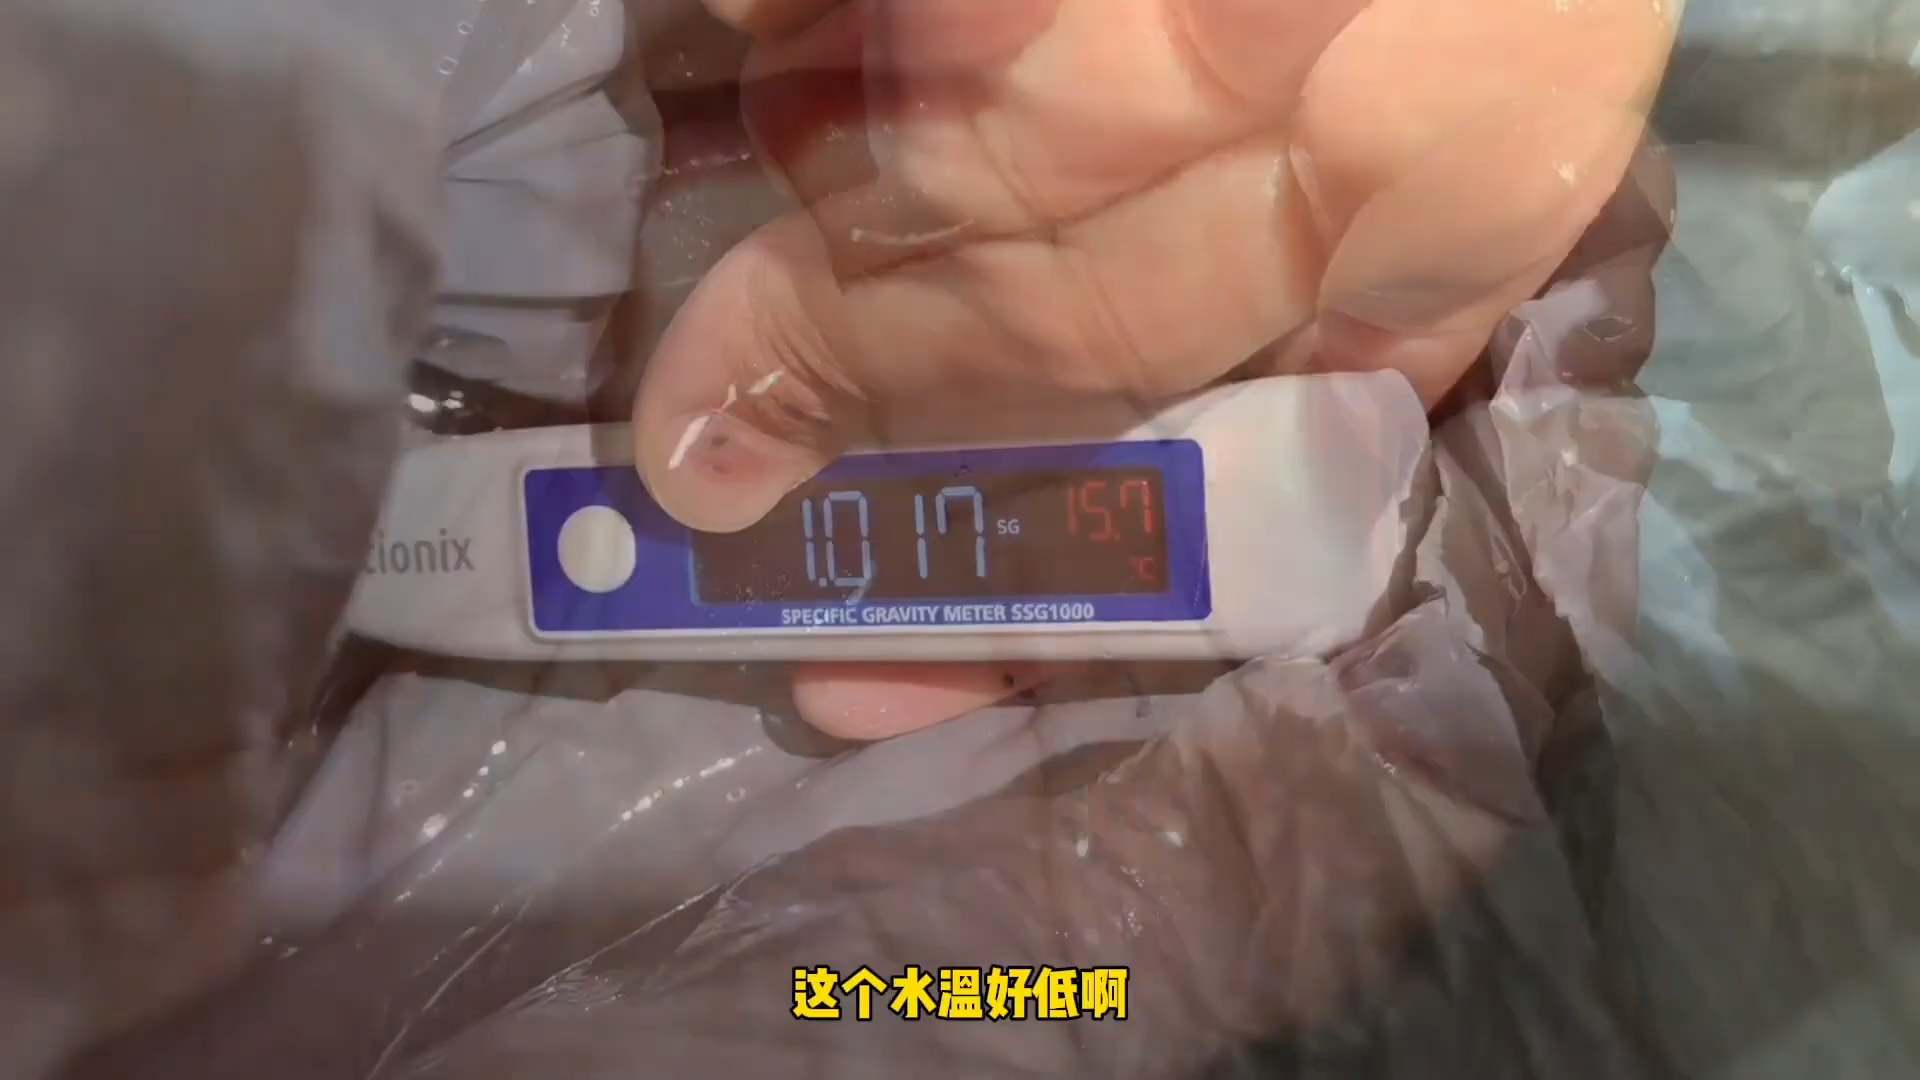 tionix
1.017 SG 15.7 °C
SPECIFIC GRAVITY METER SSG1000
这个水温好低啊